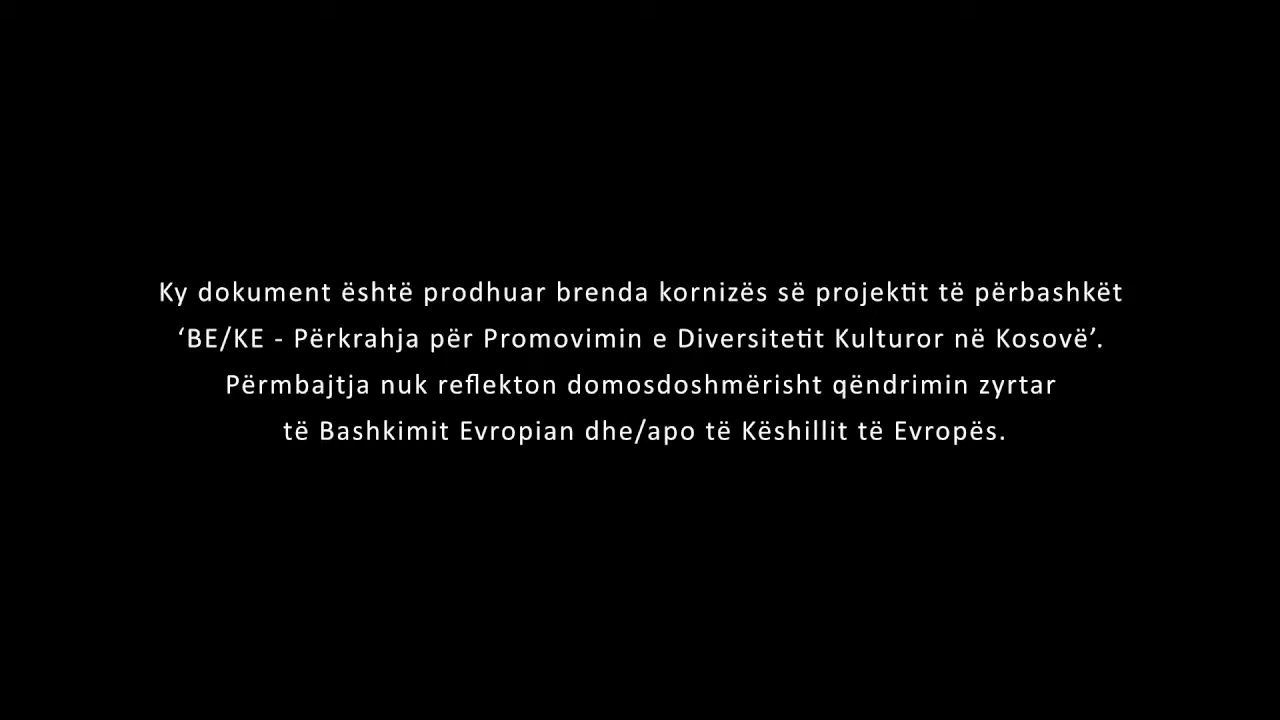 Ky dokument është prodhuar brenda kornizës së projektit të përbashkët
‘BE/KE - Përkrahja për Promovimin e Diversitetit Kulturor në Kosovë’.
Përmbajtja nuk reflekton domosdoshmërisht qëndrimin zyrtar
të Bashkimit Evropian dhe/apo të Këshillit të Evropës.